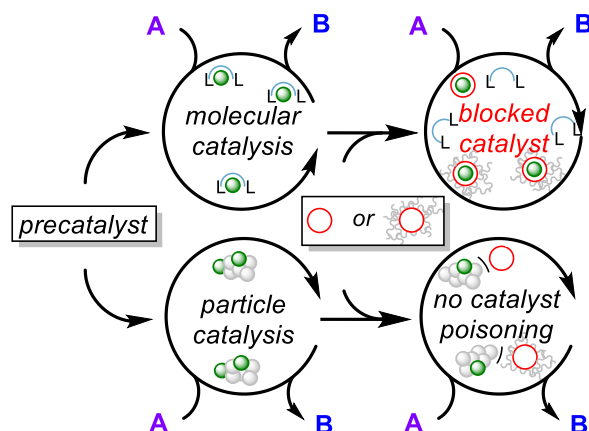 A
B
A
B
L
L
L
L
L
L
L
L
L
L
L
L
molecular
catalysis
blocked
catalyst
precatalyst
or
particle
catalysis
no catalyst
poisoning
A
B
A
B